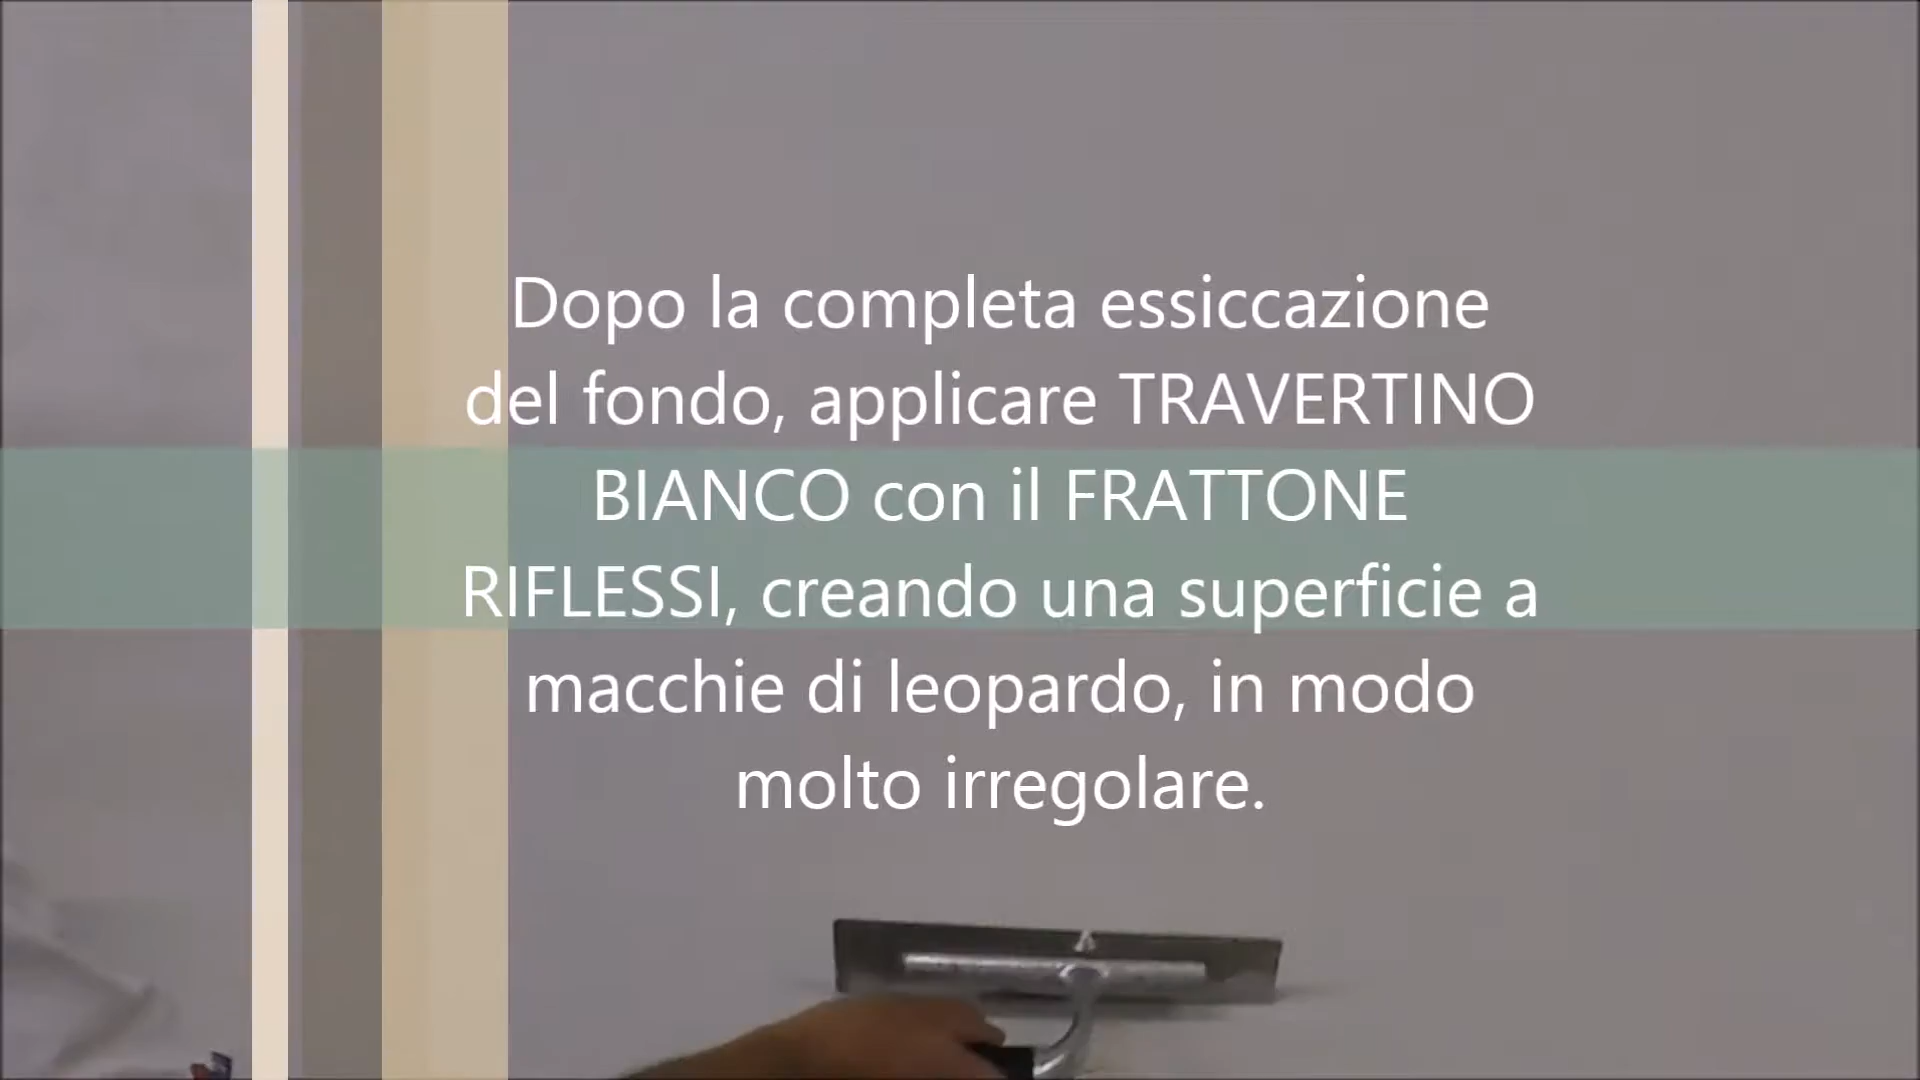 Dopo la completa essiccazione
del fondo, applicare TRAVERTINO
BIANCO con il FRATTONE
RIFLESSI, creando una superficie a
macchie di leopardo, in modo
molto irregolare.